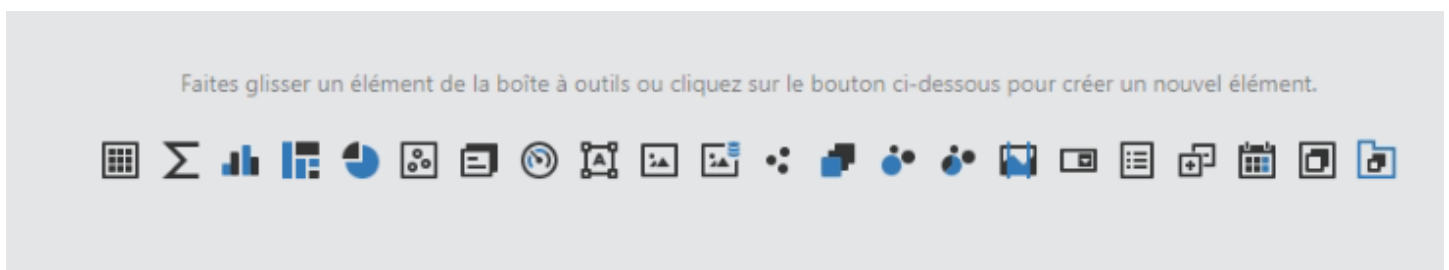 Faites glisser un élément de la boîte à outils ou cliquez sur le bouton ci-dessous pour créer un nouvel élément.